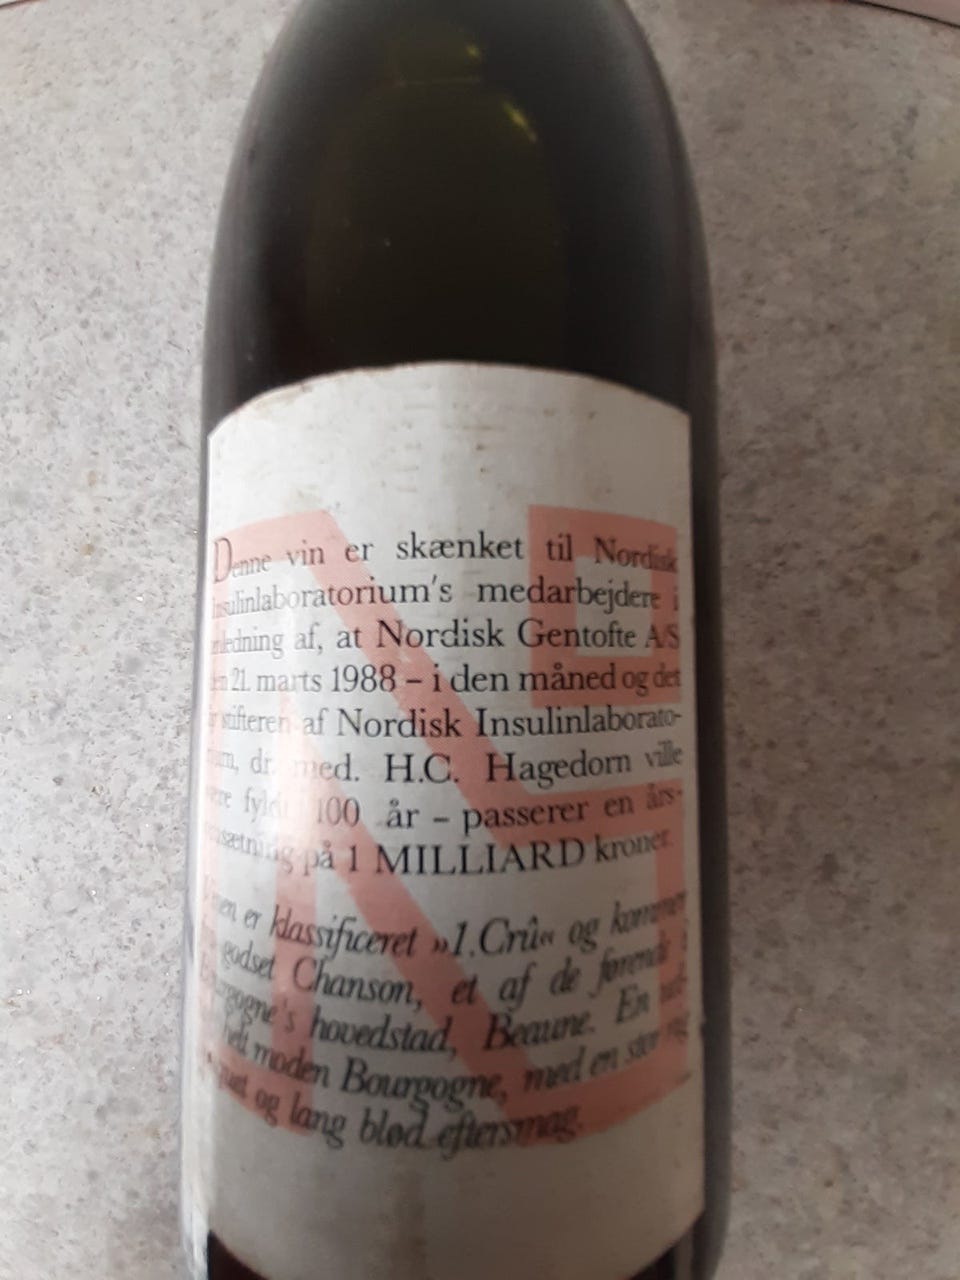 Denne vin er skænket til Nordisk
Insulinlaboratorium's medarbejdere i
anledning af, at Nordisk Gentofte A/S
den 21. marts 1988 – i den måned og det
år stifteren af Nordisk Insulinlaborato-
rium, dr. med. H.C. Hagedorn ville
være fyldt 100 år – passerer en års-
omsætning på 1 MILLIARD kroner.
Vinen er klassificeret »1.Crû« og kommer
godset Chanson, et af de førende i
Bourgogne's hovedstad, Beaune. En
helt moden Bourgogne, med en stor
og lang blød eftersmag.